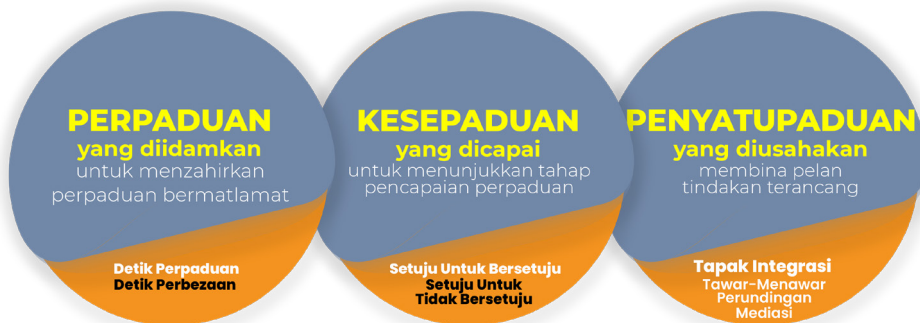 PERPADUAN
yang diidamkan
untuk menzahirkan
perpaduan bermatlamat
Detik Perpaduan
Detik Perbezaan
KESEPADUAN
yang dicapai
untuk menunjukkan tahap
pencapaian perpaduan
Setuju Untuk Bersetuju
Setuju Untuk
Tidak Bersetuju
PENYATUPADUAN
yang diusahakan
membina pelan
tindakan terancang
Tapak Integrasi
Tawar-Menawar
Perundingan
Mediasi